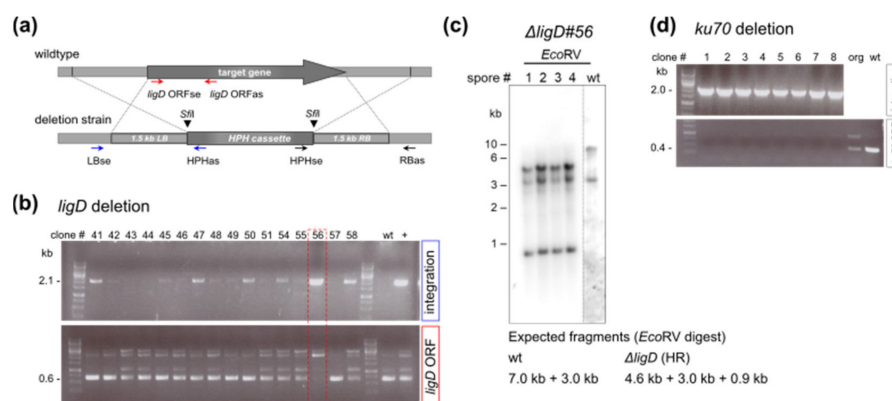 (a)
wildtype
target gene
ligD ORFse
ligD ORFas
SfiI
SfiI
deletion strain
1.5 kb LB
HPH cassette
1.5 kb RB
LBse
HPHas
HPHse
RBas
(b)
ligD deletion
clone # 41 42 43 44 45 46 47 48 49 50 51 54 55 56 57 58 wt +
kb
2.1 -
integration
0.6 -
ligD ORF
(c)
ΔligD#56
EcoRV
spore # 1 2 3 4 wt
kb
10 –
6 –
3 –
2 –
1 –
Expected fragments (EcoRV digest)
wt ΔligD (HR)
7.0 kb + 3.0 kb 4.6 kb + 3.0 kb + 0.9 kb
(d)
ku70 deletion
clone
# 1 2 3 4 5 6 7 8 org wt
kb
2.0 -
0.4 -